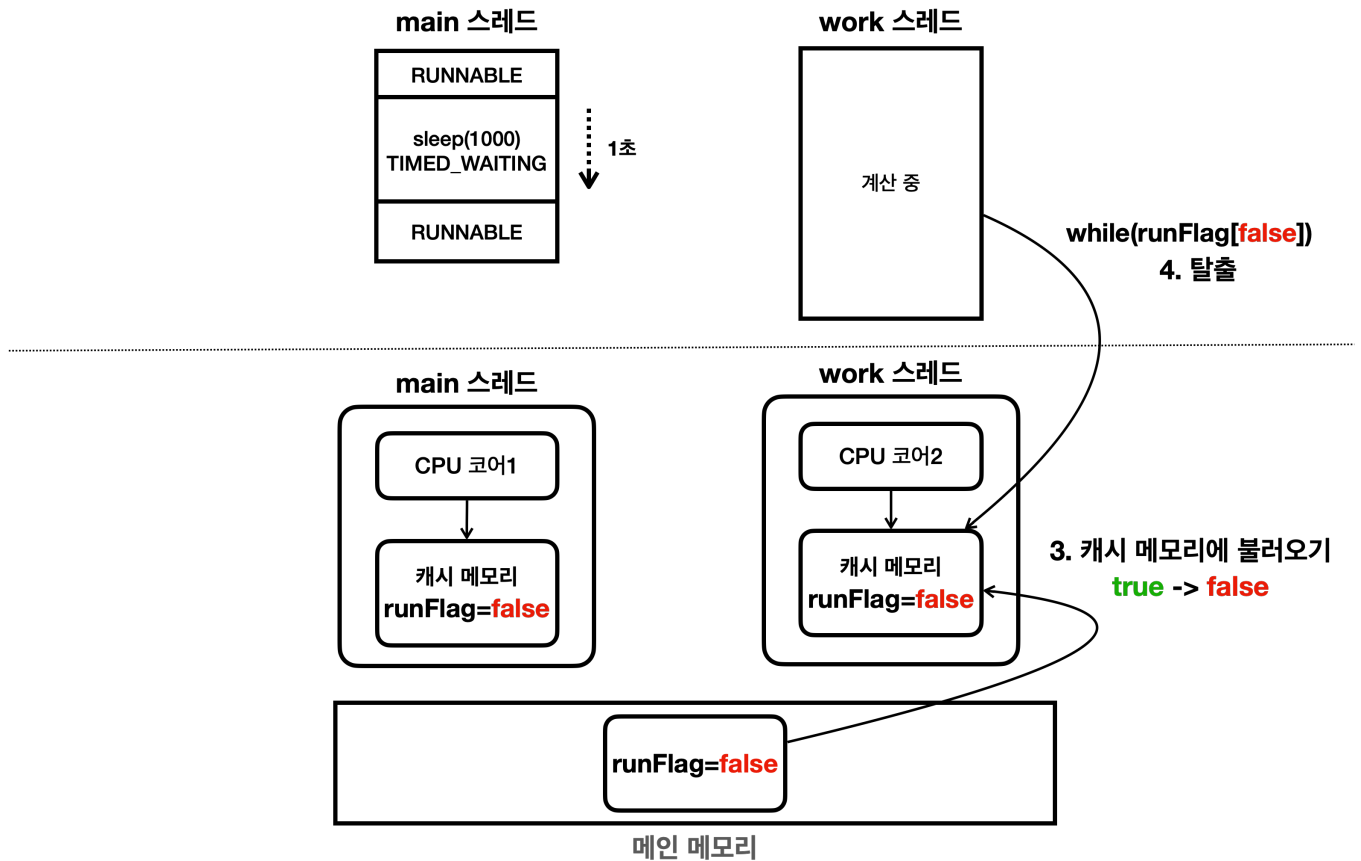 main 스레드
work 스레드
RUNNABLE
sleep(1000)
TIMED_WAITING
1초
RUNNABLE
계산 중
while(runFlag[false])
4. 탈출
main 스레드
work 스레드
CPU 코어1
CPU 코어2
캐시 메모리
runFlag=false
캐시 메모리
runFlag=false
3. 캐시 메모리에 불러오기
true -> false
runFlag=false
메인 메모리